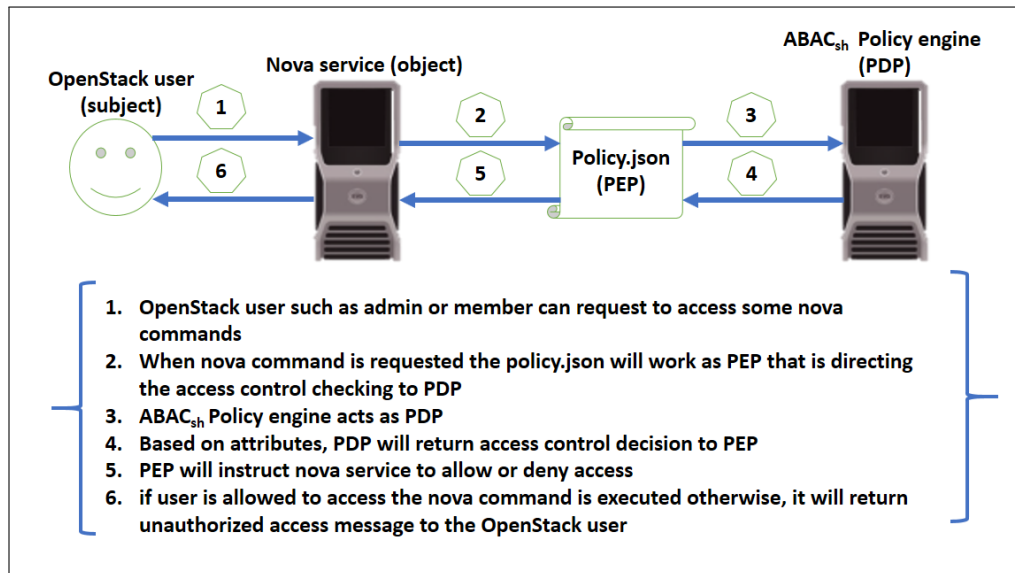 OpenStack user
(subject)
Nova service (object)
ABACsh Policy engine
(PDP)
1
2
3
6
5
4
Policy.json
(PEP)
1. OpenStack user such as admin or member can request to access some nova
commands
2. When nova command is requested the policy.json will work as PEP that is directing
the access control checking to PDP
3. ABACsh Policy engine acts as PDP
4. Based on attributes, PDP will return access control decision to PEP
5. PEP will instruct nova service to allow or deny access
6. if user is allowed to access the nova command is executed otherwise, it will return
unauthorized access message to the OpenStack user